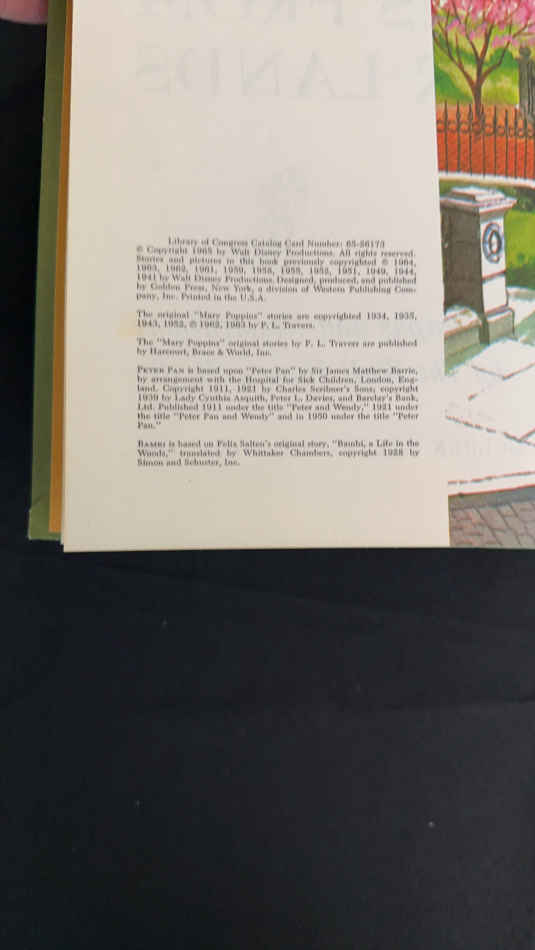 Library of Congress Catalog Card Number: 65-26173
© Copyright 1965 by Walt Disney Productions. All rights reserved.
Stories and pictures in this book previously copyrighted © 1964,
1963, 1962, 1961, 1959, 1958, 1955, 1952, 1951, 1949, 1944,
1941 by Walt Disney Productions. Designed, produced, and published
by Golden Press, New York, a division of Western Publishing Com-
pany, Inc. Printed in the U.S.A.
The original "Mary Poppins" stories are copyrighted 1934, 1935,
1943, 1952, © 1962, 1963 by P. L. Travers.
The "Mary Poppins" original stories by P. L. Travers are published
by Harcourt, Brace & World, Inc.
PETER PAN is based upon "Peter Pan" by Sir James Matthew Barrie,
by arrangement with the Hospital for Sick Children, London, Eng-
land. Copyright 1911, 1921 by Charles Scribner's Sons; copyright
1939 by Lady Cynthia Asquith, Peter L. Davies, and Barclay's Bank,
Ltd. Published 1911 under the title "Peter and Wendy," 1921 under
the title "Peter Pan and Wendy" and in 1950 under the title "Peter
Pan."
BAMBI is based on Felix Salten's original story, "Bambi, a Life in the
Woods," translated by Whittaker Chambers, copyright 1928 by
Simon and Schuster, Inc.